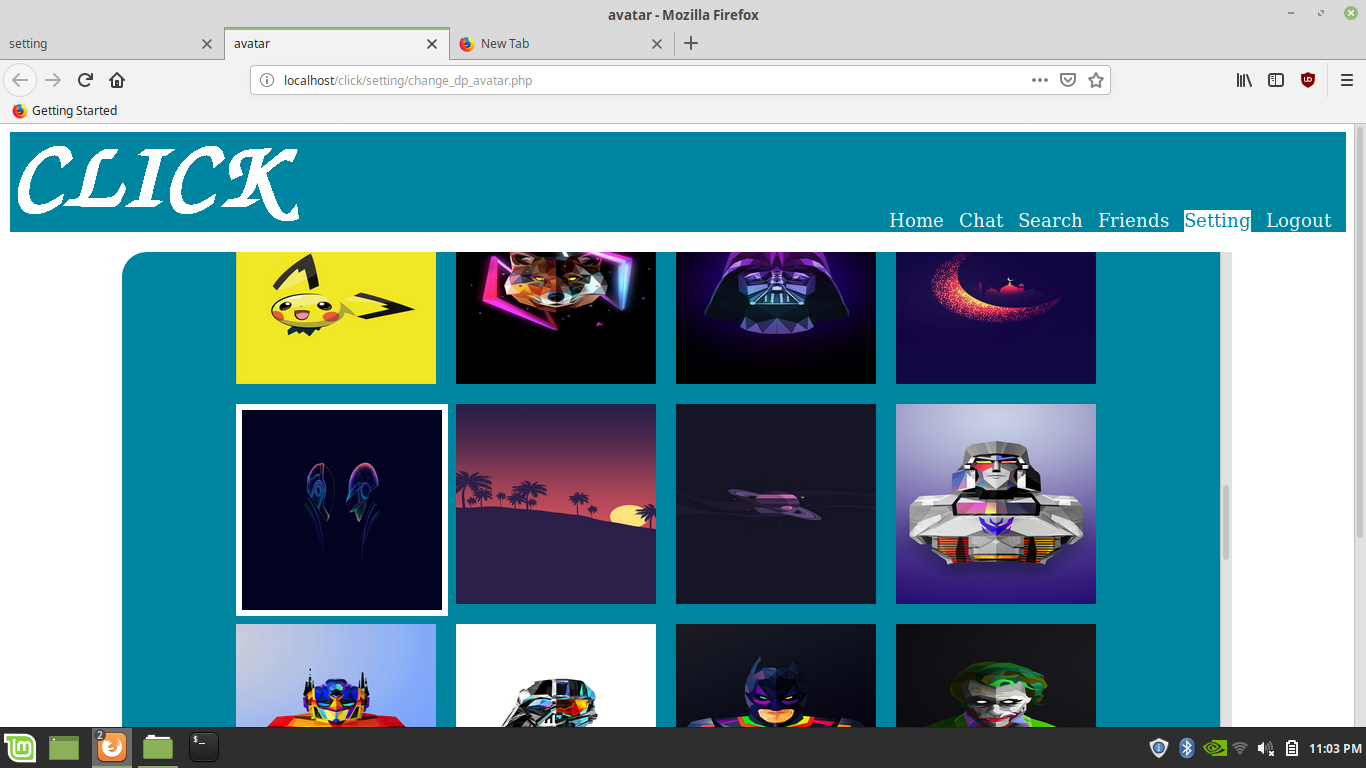 avatar - Mozilla Firefox
setting
avatar
New Tab
localhost/click/setting/change_dp_avatar.php
Getting Started
CLICK
Home Chat Search Friends Setting Logout
2
$_
11:03 PM